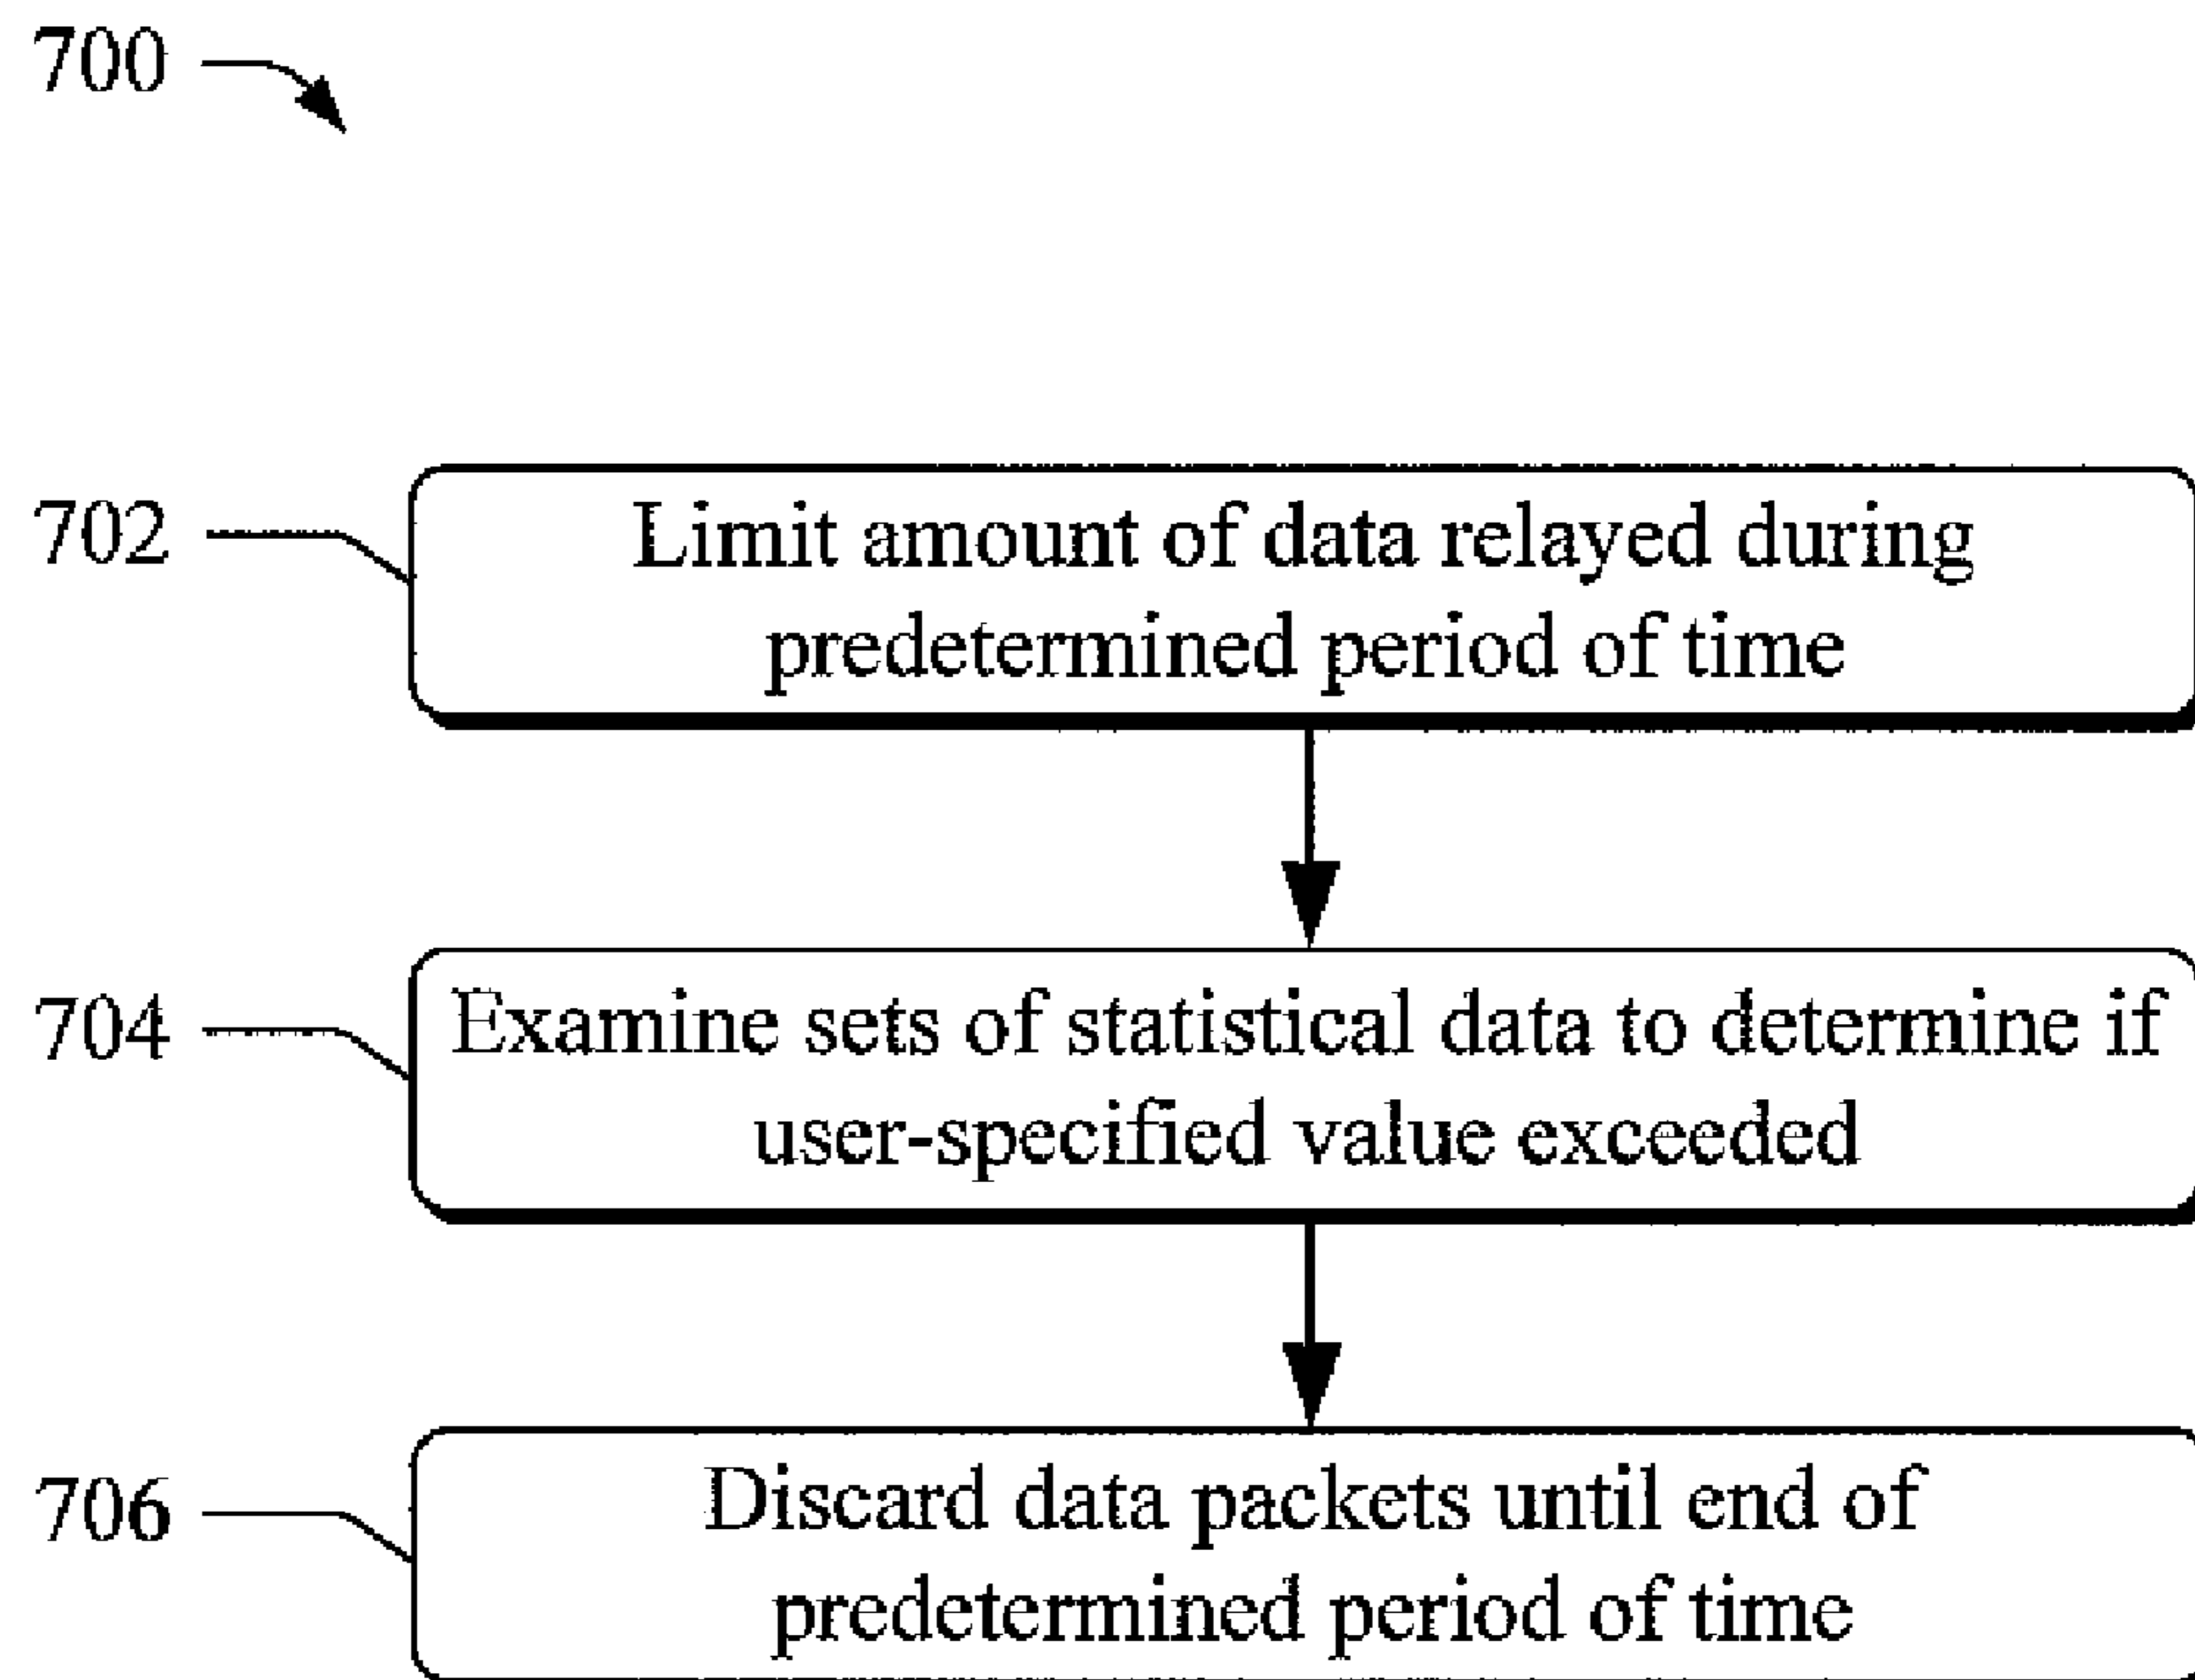 700
702
Limit amount of data relayed during
predetermined period of time
704
Examine sets of statistical data to determine if
user-specified value exceeded
706
Discard data packets until end of
predetermined period of time